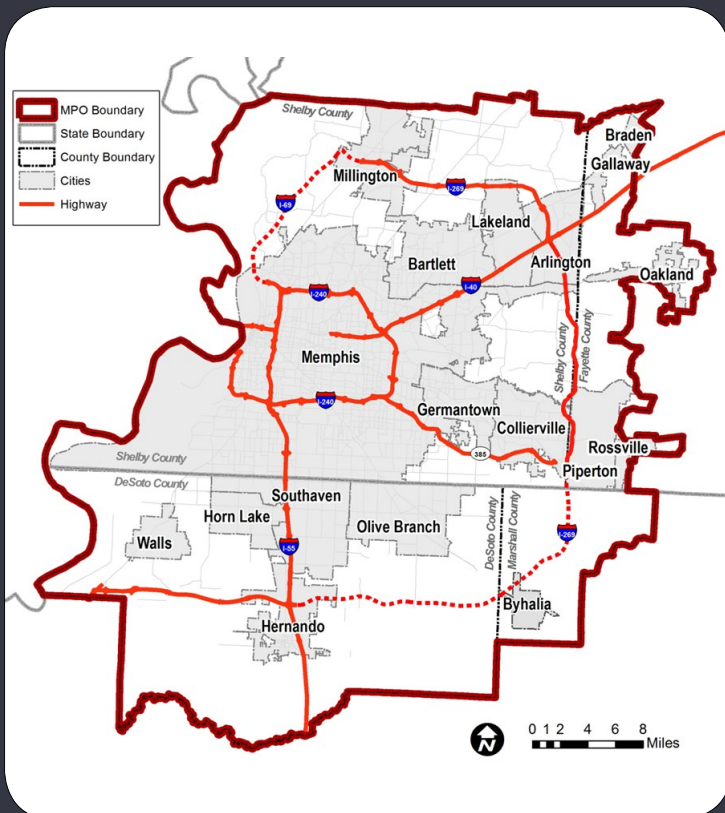 MPO Boundary
State Boundary
County Boundary
Cities
Highway
Shelby County
Braden
Gallaway
Millington
I-269
I-69
Lakeland
Bartlett
Arlington
Oakland
I-40
I-240
Shelby County
Fayette County
Memphis
I-240
Germantown
Collierville
Rossville
385
Piperton
Shelby County
DeSoto County
Southaven
Horn Lake
Olive Branch
DeSoto County
Marshall County
Walls
I-55
I-269
Byhalia
Hernando
N
0 1 2 4 6 8
Miles